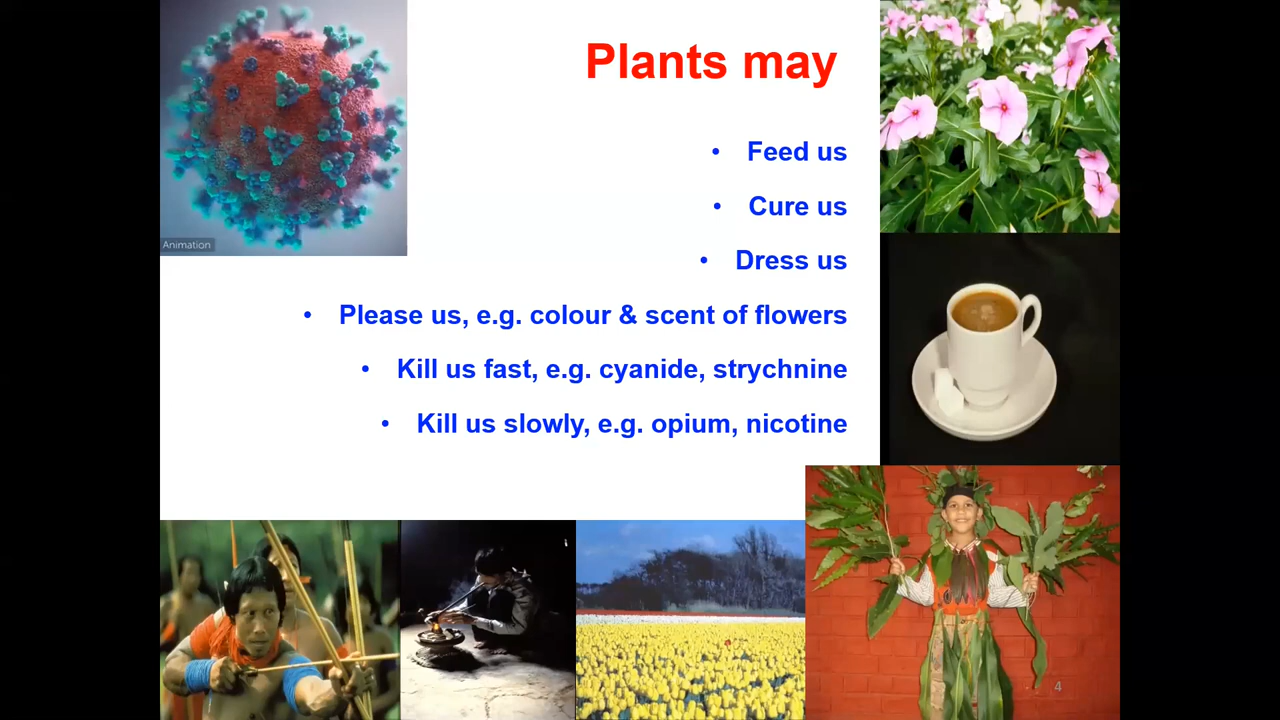 Plants may
• Feed us
• Cure us
• Dress us
• Please us, e.g. colour & scent of flowers
• Kill us fast, e.g. cyanide, strychnine
• Kill us slowly, e.g. opium, nicotine
Animation
4